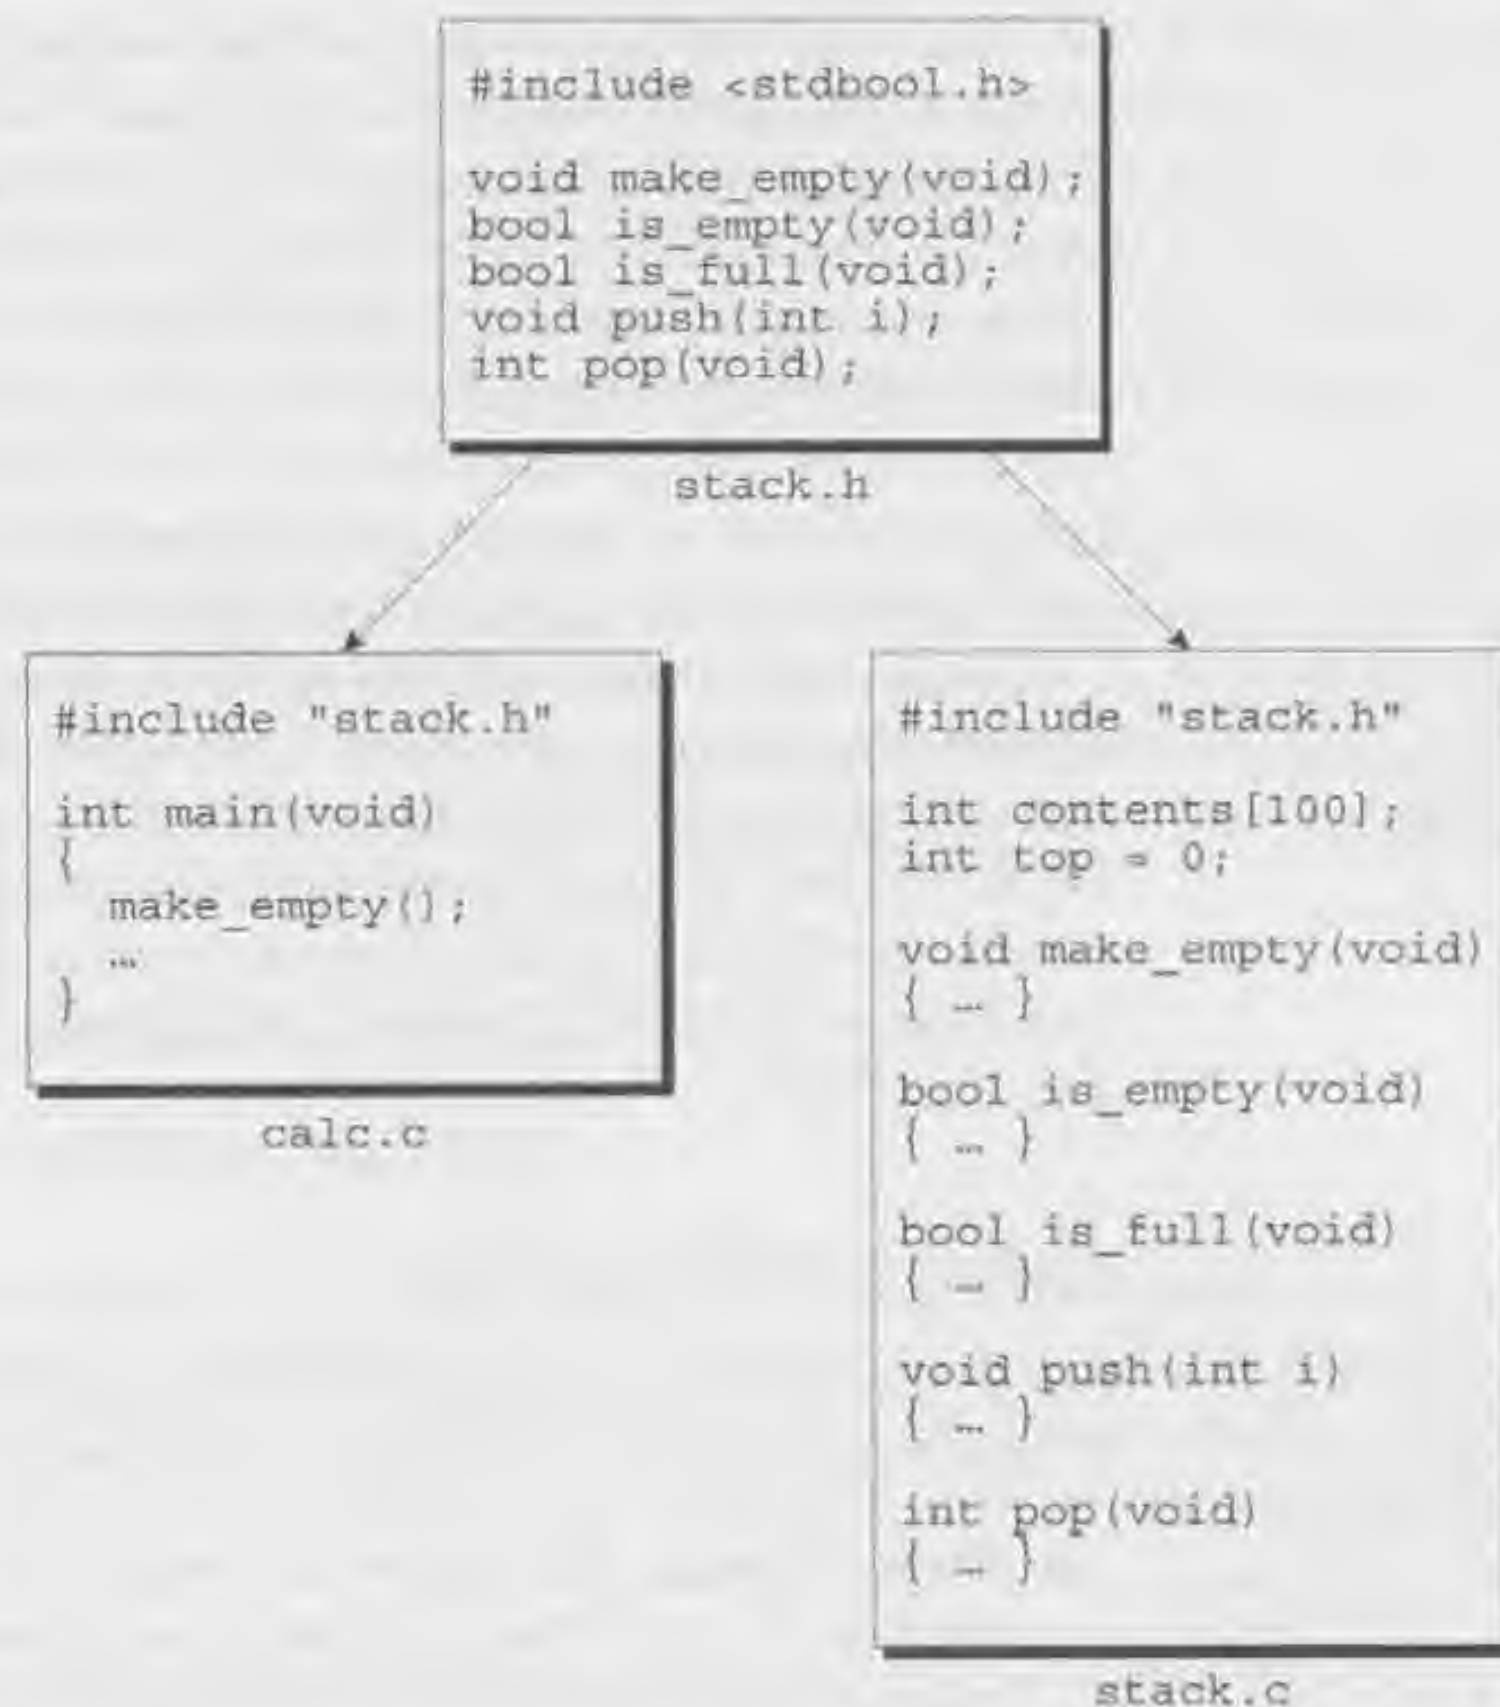 #include <stdbool.h>
void make_empty(void);
bool is_empty(void);
bool is_full(void);
void push(int i);
int pop(void);
stack.h
#include "stack.h"
int main(void)
{
make_empty();
…
}
calc.c
#include "stack.h"
int contents[100];
int top = 0;
void make_empty(void)
{ … }
bool is_empty(void)
{ … }
bool is_full(void)
{ … }
void push(int i)
{ … }
int pop(void)
{ … }
stack.c